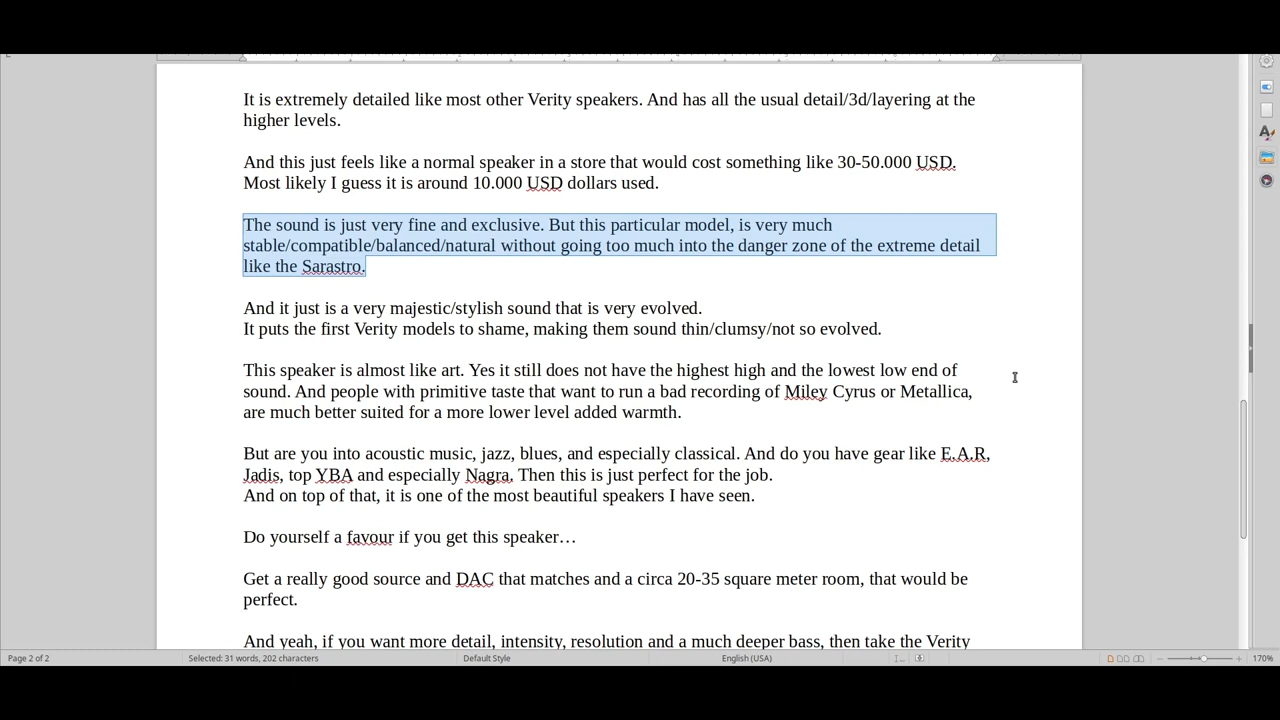 It is extremely detailed like most other Verity speakers. And has all the usual detail/3d/layering at the
higher levels.
And this just feels like a normal speaker in a store that would cost something like 30-50.000 USD.
Most likely I guess it is around 10.000 USD dollars used.
The sound is just very fine and exclusive. But this particular model, is very much
stable/compatible/balanced/natural without going too much into the danger zone of the extreme detail
like the Sarastro.
And it just is a very majestic/stylish sound that is very evolved.
It puts the first Verity models to shame, making them sound thin/clumsy/not so evolved.
This speaker is almost like art. Yes it still does not have the highest high and the lowest low end of
sound. And people with primitive taste that want to run a bad recording of Miley Cyrus or Metallica,
are much better suited for a more lower level added warmth.
But are you into acoustic music, jazz, blues, and especially classical. And do you have gear like E.A.R,
Jadis, top YBA and especially Nagra. Then this is just perfect for the job.
And on top of that, it is one of the most beautiful speakers I have seen.
Do yourself a favour if you get this speaker…
Get a really good source and DAC that matches and a circa 20-35 square meter room, that would be
perfect.
And yeah, if you want more detail, intensity, resolution and a much deeper bass, then take the Verity
Page 2 of 2
Selected: 31 words, 202 characters
Default Style
English (USA)
170%